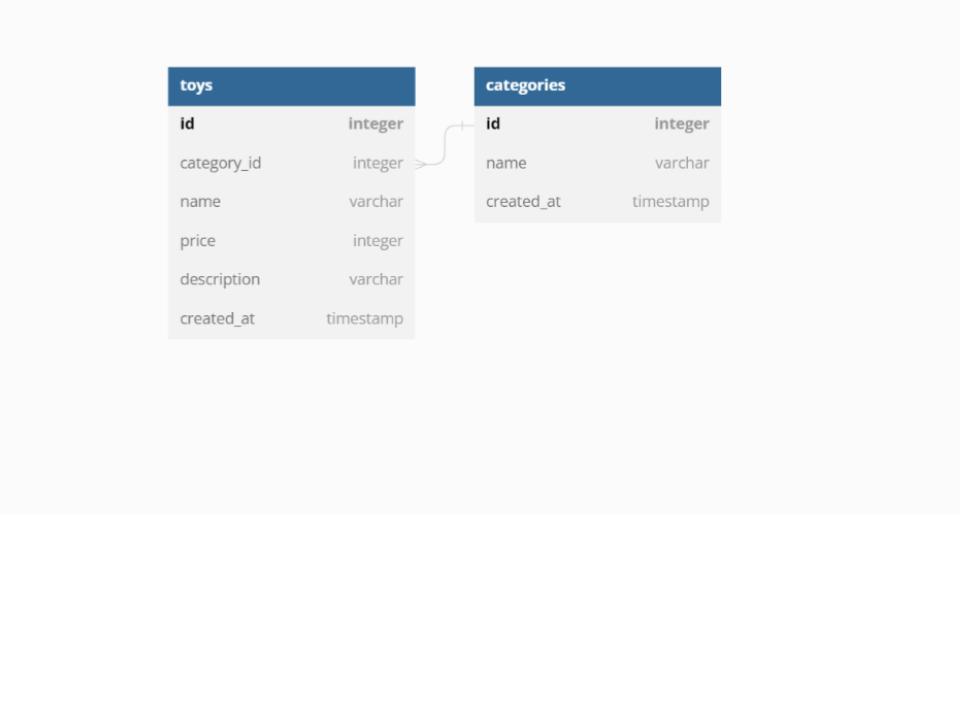 toys
id integer
category_id integer
name varchar
price integer
description varchar
created_at timestamp
categories
id integer
name varchar
created_at timestamp